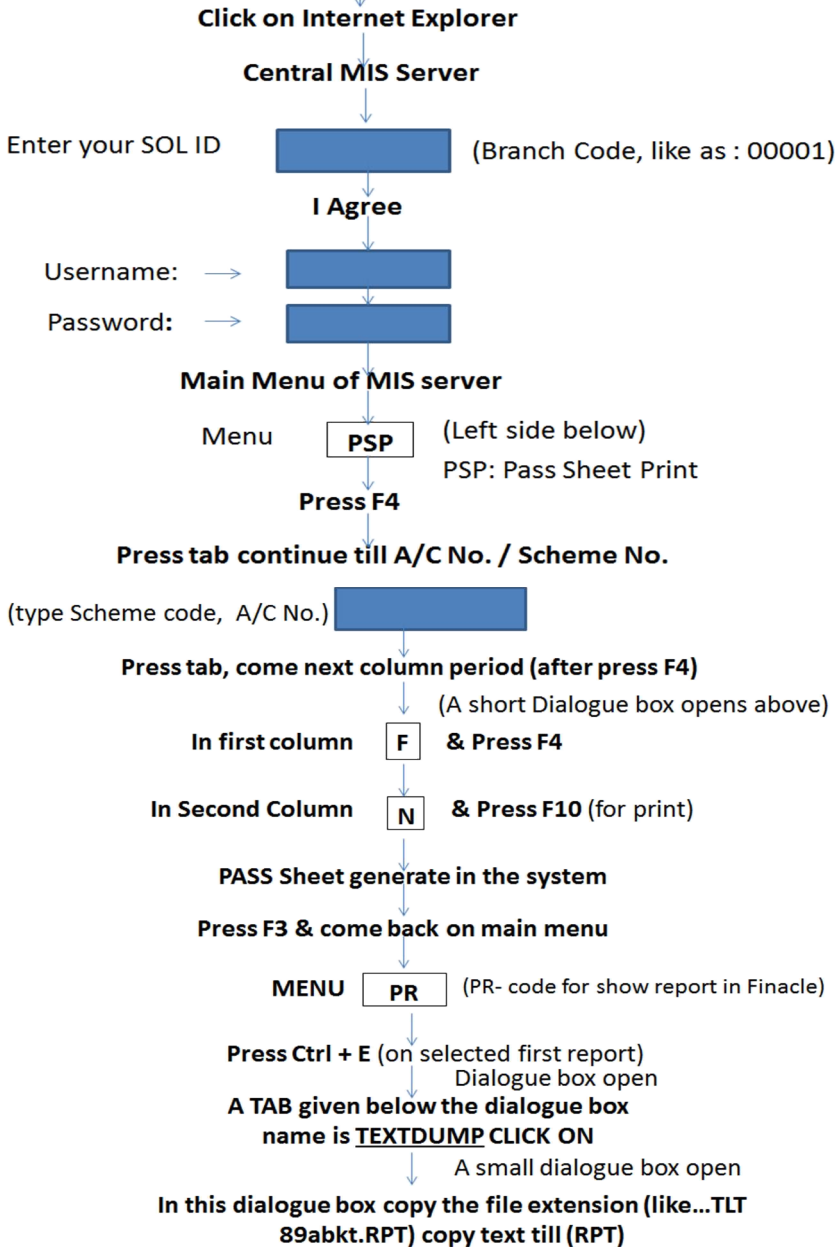 Click on Internet Explorer
Central MIS Server
Enter your SOL ID (Branch Code, like as : 00001)
I Agree
Username:
Password:
Main Menu of MIS server
Menu PSP (Left side below)
PSP: Pass Sheet Print
Press F4
Press tab continue till A/C No. / Scheme No.
(type Scheme code, A/C No.)
Press tab, come next column period (after press F4)
(A short Dialogue box opens above)
In first column F & Press F4
In Second Column N & Press F10 (for print)
PASS Sheet generate in the system
Press F3 & come back on main menu
MENU PR (PR- code for show report in Finacle)
Press Ctrl + E (on selected first report)
Dialogue box open
A TAB given below the dialogue box
name is TEXTDUMP CLICK ON
A small dialogue box open
In this dialogue box copy the file extension (like...TLT
89abkt.RPT) copy text till (RPT)